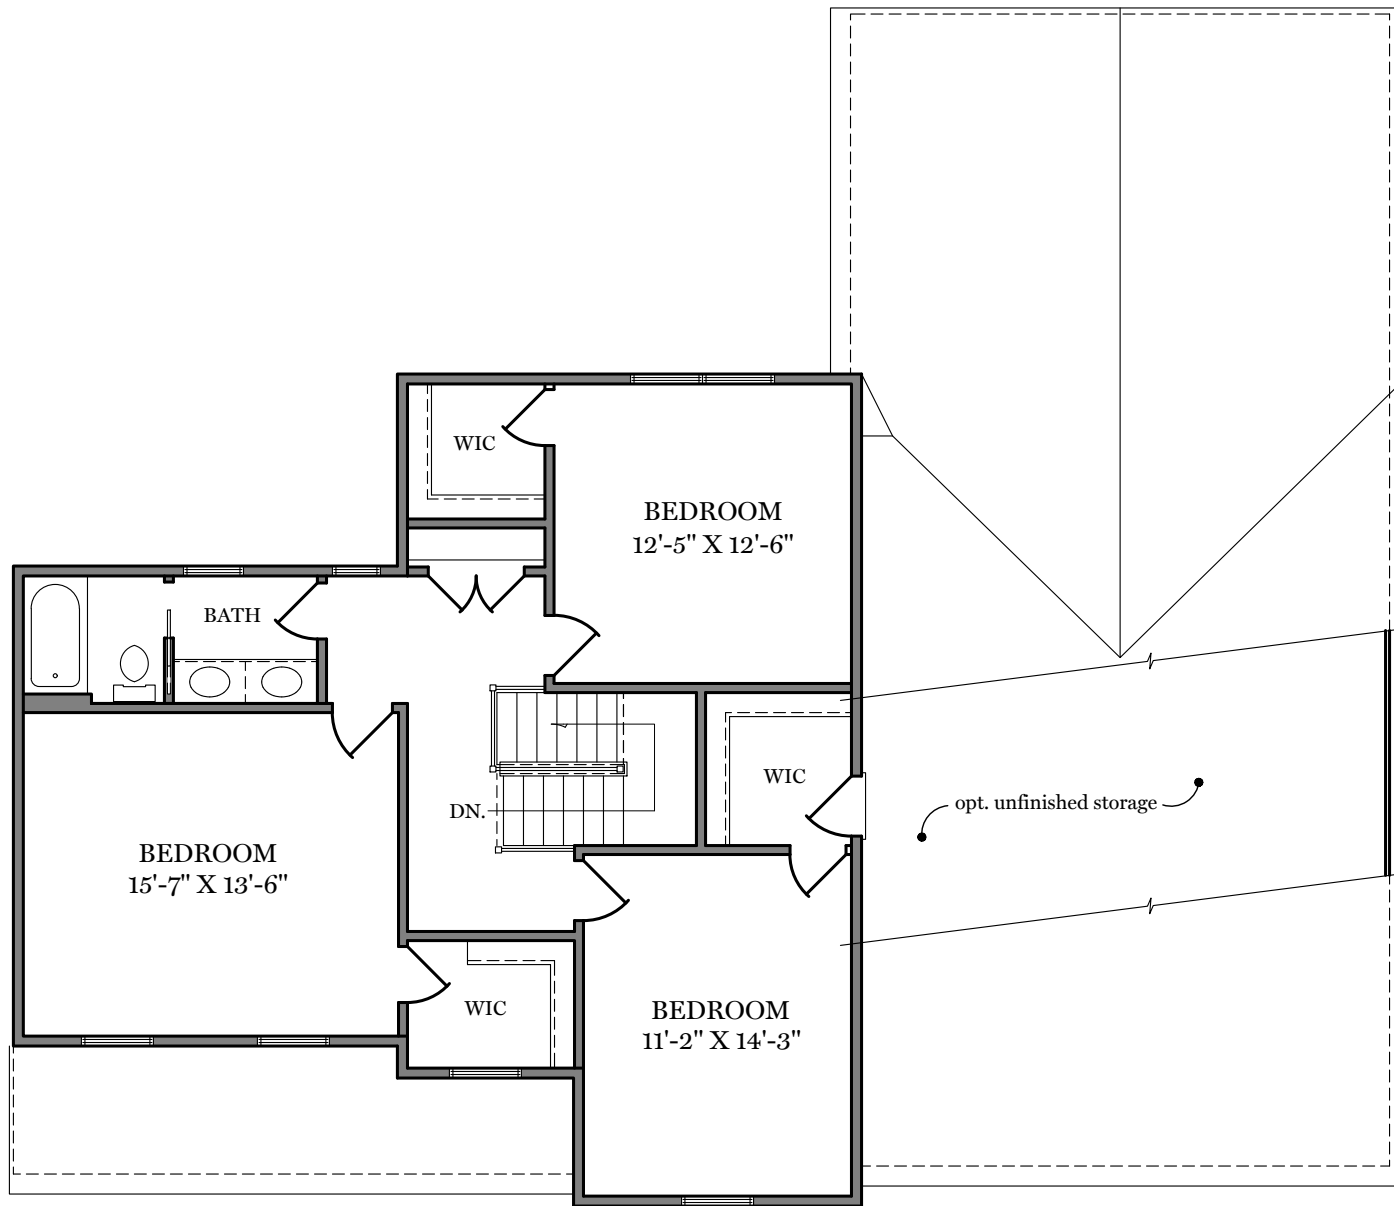 WIC
BEDROOM
12'-5" X 12'-6"
BATH
WIC
DN.
opt. unfinished storage
BEDROOM
15'-7" X 13'-6"
WIC
BEDROOM
11'-2" X 14'-3"